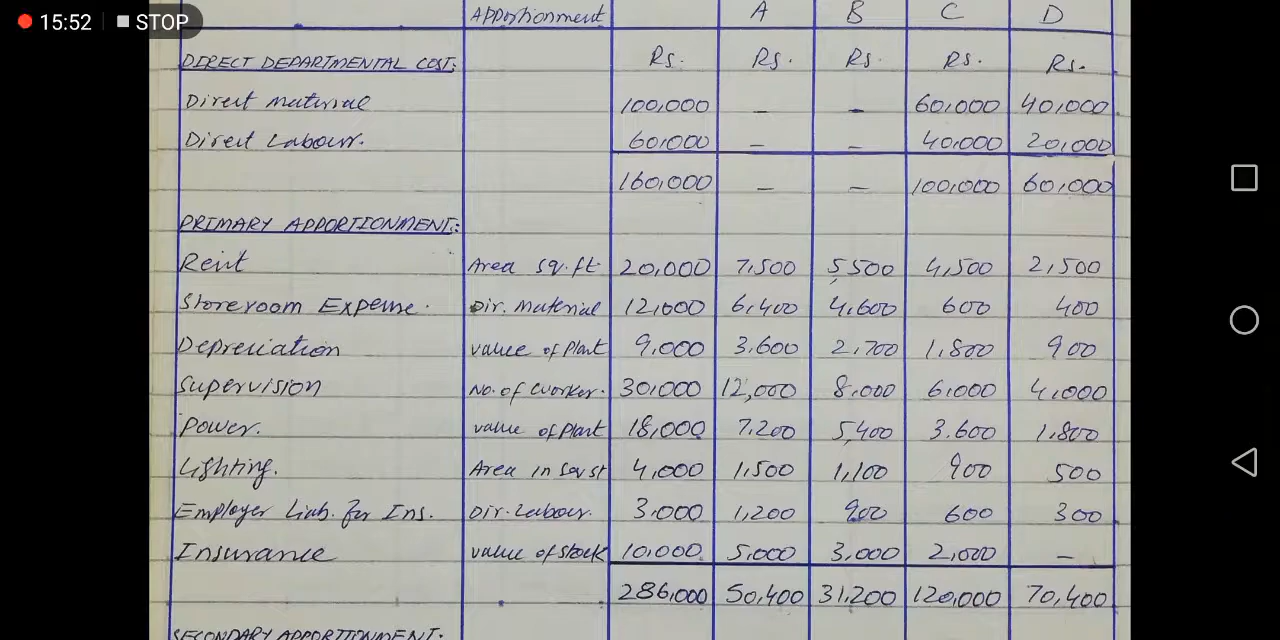 15:52 STOP
Apportionment A B C D
DIRECT DEPARTMENTAL COST: Rs. Rs. Rs. Rs. Rs.
Direct Material 100,000 – – 60,000 40,000
Direct Labour. 60,000 – – 40,000 20,000
160,000 – – 100,000 60,000
PRIMARY APPORTIONMENT:
Rent Area sq.ft 20,000 7,500 5,500 4,500 2,500
Storeroom Expense. Dir. Material 12,000 6,400 4,600 600 400
Depreciation value of Plant 9,000 3,600 2,700 1,800 900
Supervision No. of Worker. 30,000 12,000 8,000 6,000 4,000
Power. value of Plant 18,000 7,200 5,400 3,600 1,800
Lighting. Area in sq st 4,000 1,500 1,100 900 500
Employer Liab. for Ins. Dir. Labour. 3,000 1,200 900 600 300
Insurance value of stock 10,000 5,000 3,000 2,000 –
286,000 50,400 31,200 120,000 70,400
SECONDARY APPORTIONMENT: